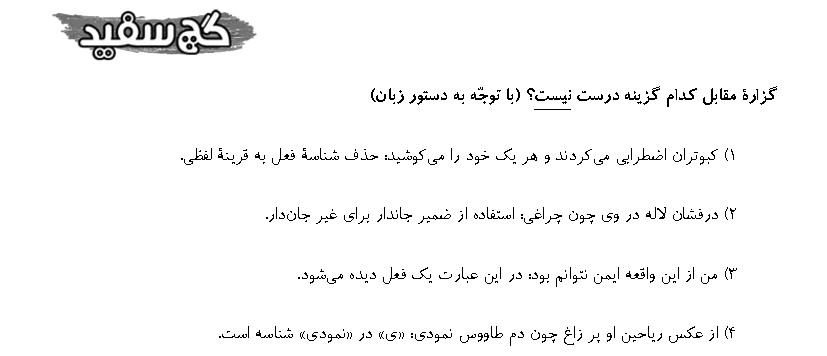 گچ سفید
گزارهٔ مقابل کدام گزینه درست نیست؟ (با توجّه به دستور زبان)
۱) کبوتران اضطرابی می‌کردند و هر یک خود را می‌کوشید: حذف شناسهٔ فعل به قرینهٔ لفظی.
۲) درفشان لاله در وی چون چراغی: استفاده از ضمیر جاندار برای غیر جان‌دار.
۳) من از این واقعه ایمن نتوانم بود: در این عبارت یک فعل دیده می‌شود.
۴) از عکس ریاحین او پر زاغ چون دم طاووس نمودی: «ی» در «نمودی» شناسه است.